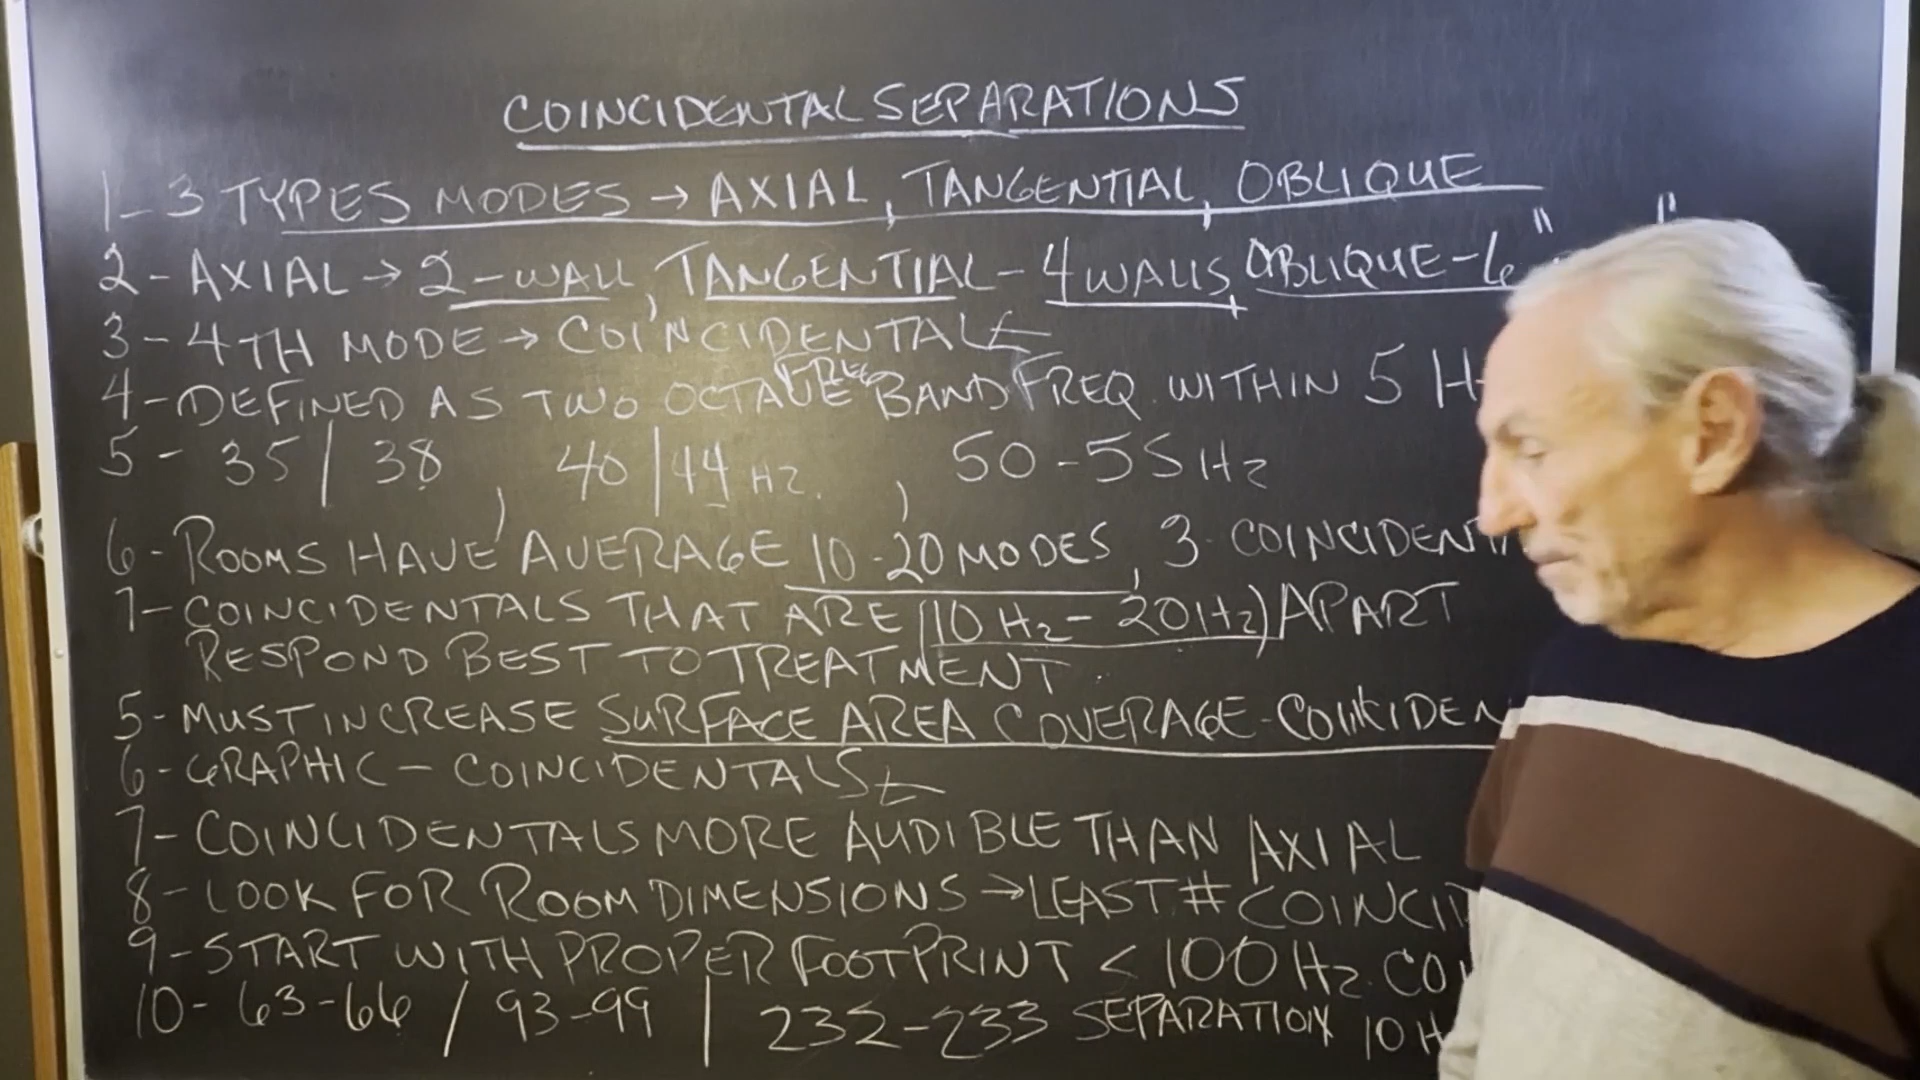 COINCIDENTAL SEPARATIONS
1- 3 TYPES MODES → AXIAL, TANGENTIAL, OBLIQUE
2- AXIAL → 2-WALL, TANGENTIAL - 4 WALLS, OBLIQUE - 6 "      "
3- 4TH MODE → COINCIDENTAL ←
FREQ
4- DEFINED AS TWO OCTAVE BAND FREQ. WITHIN 5 H
5- 35/38, 40/44 HZ., 50-55 HZ
6- ROOMS HAVE AVERAGE 10-20 MODES, 3 COINCIDENT
7- COINCIDENTALS THAT ARE (10 HZ - 20 HZ) APART
RESPOND BEST TO TREATMENT
5- MUST INCREASE SURFACE AREA COVERAGE - COINCIDEN
6- GRAPHIC - COINCIDENTALS ←
7- COINCIDENTALS MORE AUDIBLE THAN AXIAL
8- LOOK FOR ROOM DIMENSIONS → LEAST # COINCID
9- START WITH PROPER FOOTPRINT < 100 HZ. CO
10- 63-66 / 93-99 | 232-233 SEPARATION 10 H